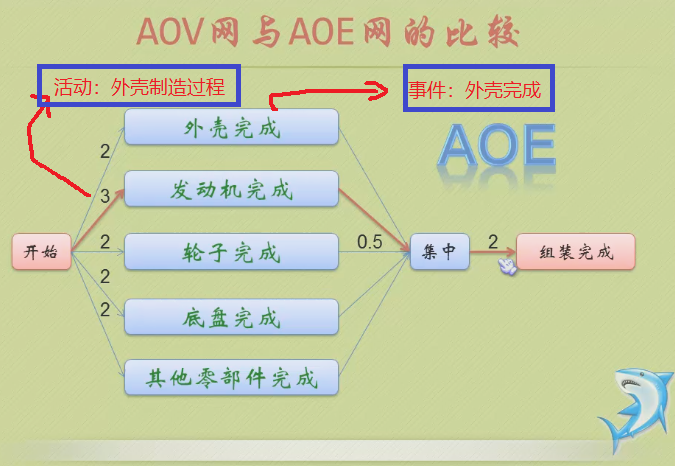 AOV网与AOE网的比较
活动：外壳制造过程
事件：外壳完成
AOE
2
外壳完成
3
发动机完成
开始
2
轮子完成
0.5
集中
2
组装完成
2
2
底盘完成
其他零部件完成